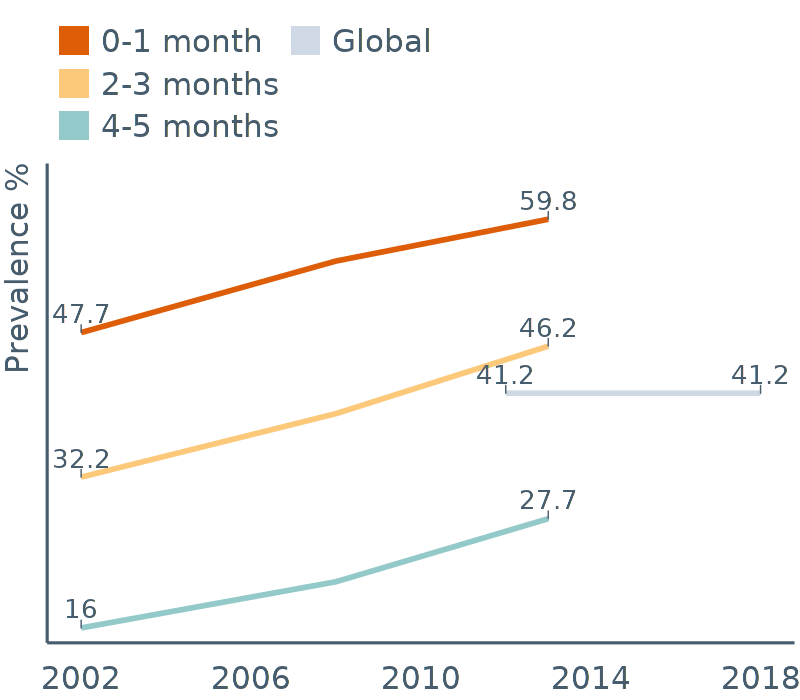 0-1 month
Global
2-3 months
4-5 months
Prevalence %
59.8
47.7
46.2
41.2
41.2
32.2
27.7
16
2002
2006
2010
2014
2018